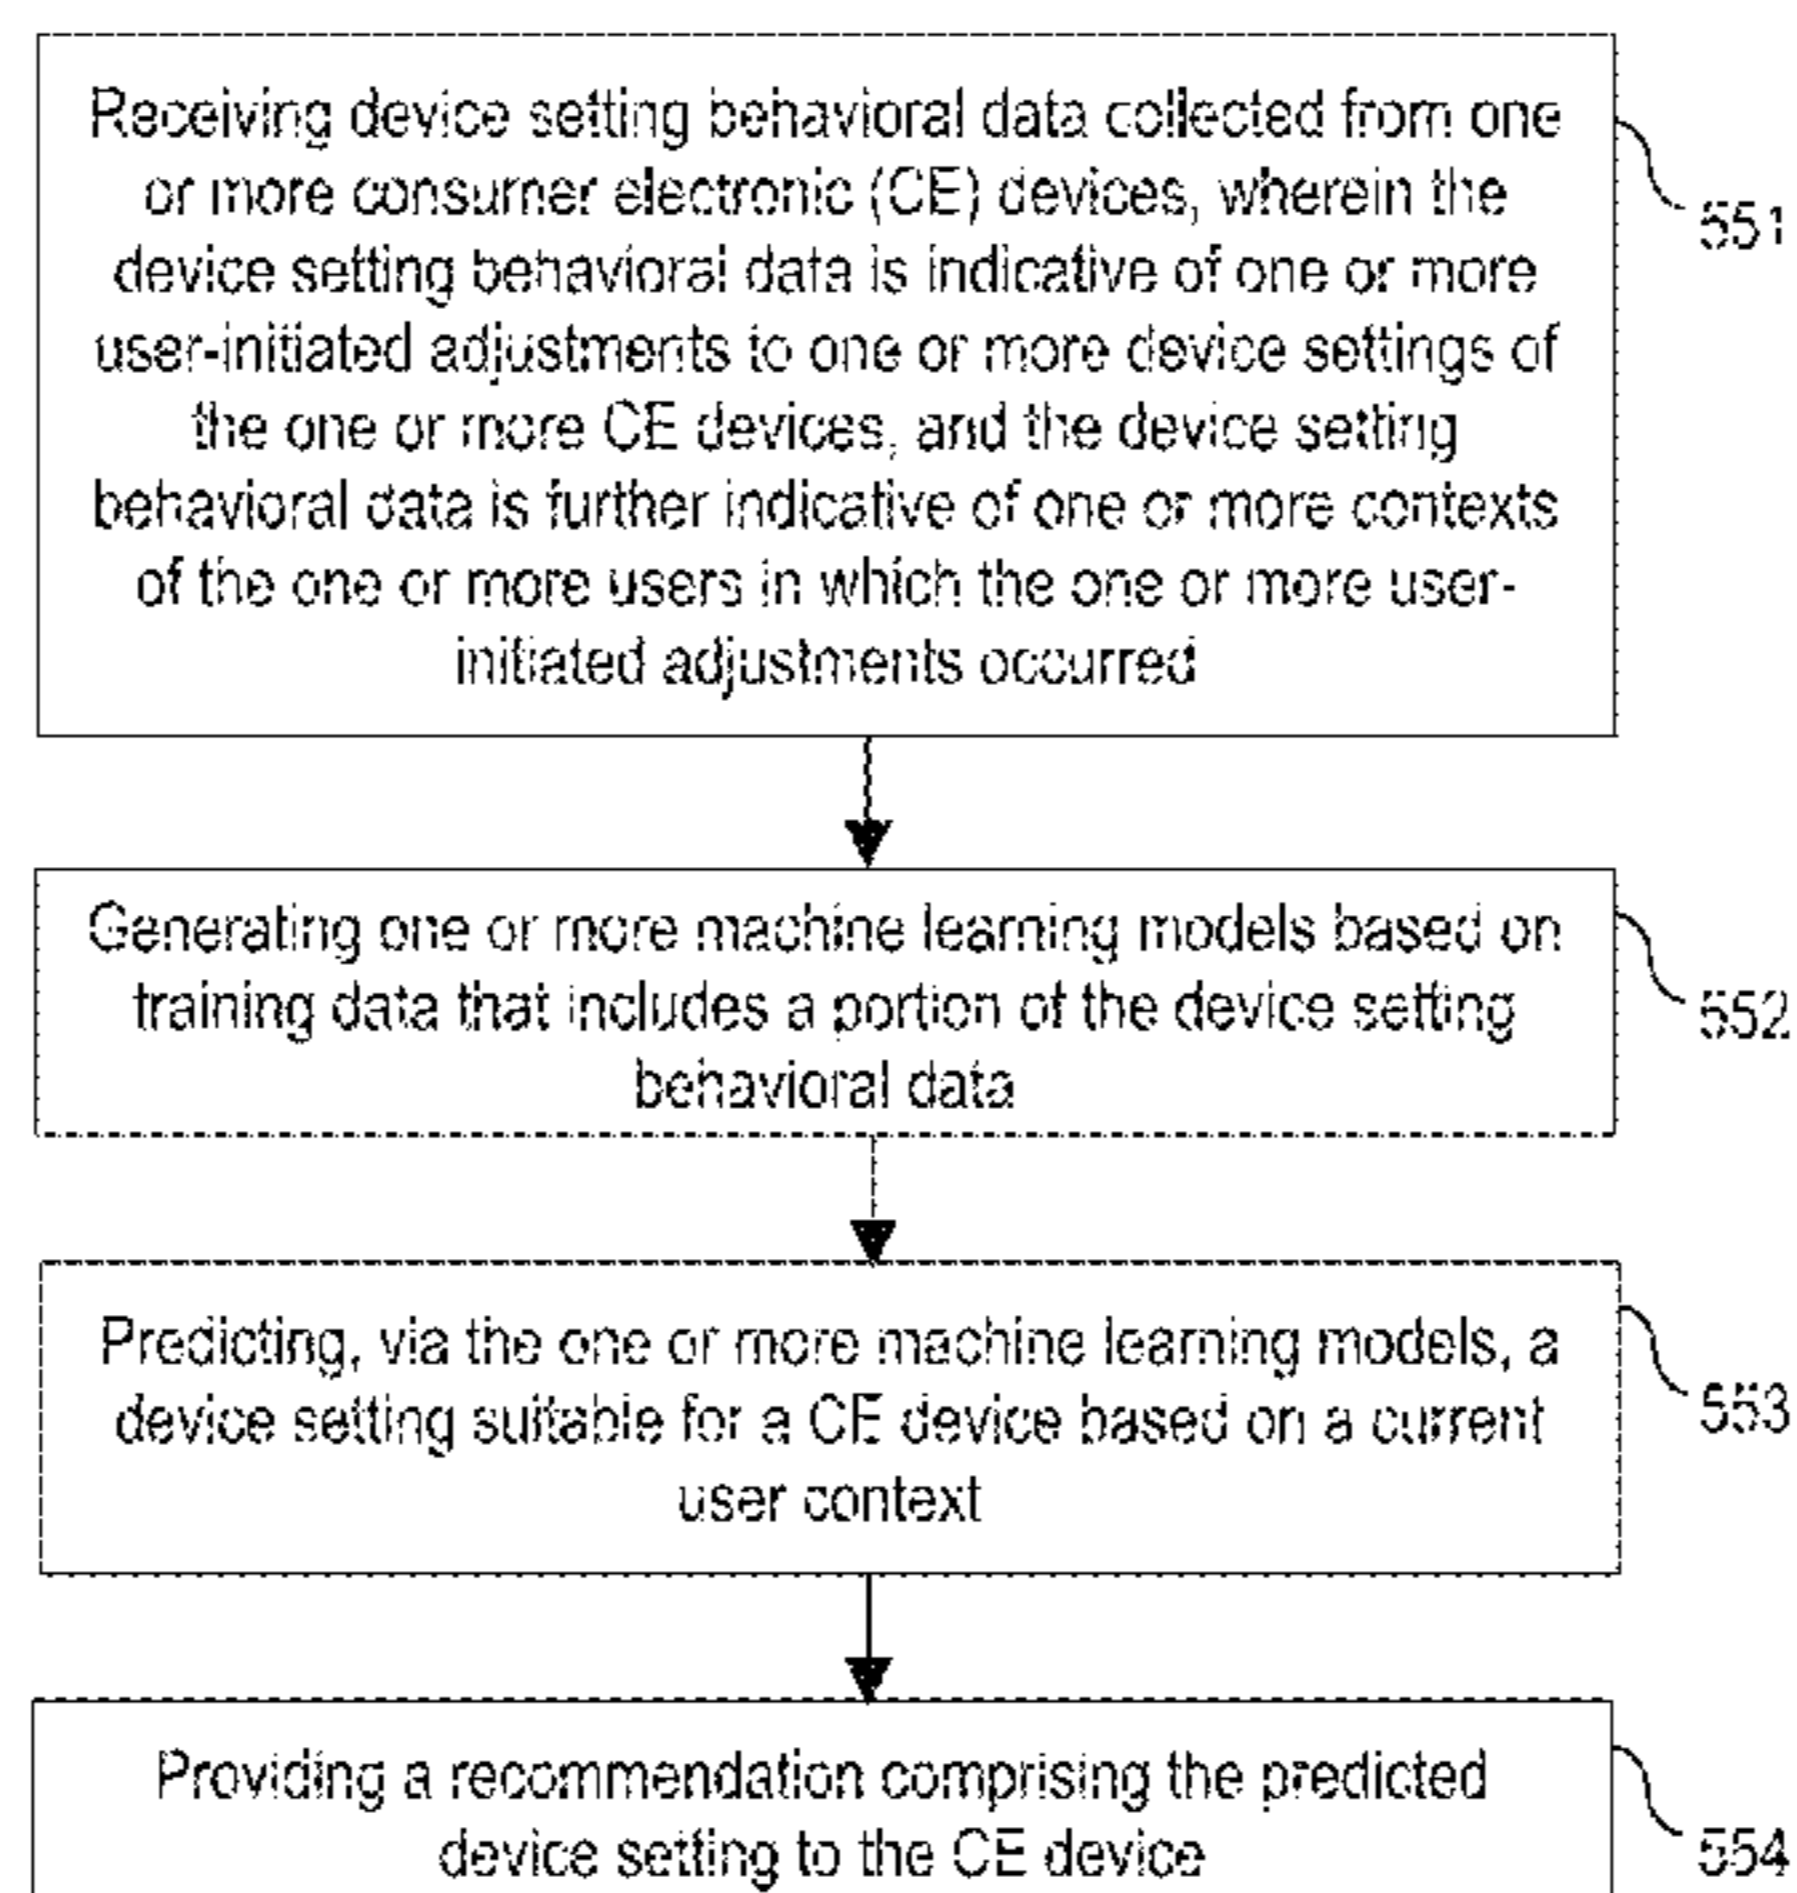 Receiving device setting behavioral data collected from one
or more consumer electronic (CE) devices, wherein the
device setting behavioral data is indicative of one or more
user-initiated adjustments to one or more device settings of
the one or more CE devices, and the device setting
behavioral data is further indicative of one or more contexts
of the one or more users in which the one or more user-
initiated adjustments occurred
551
Generating one or more machine learning models based on
training data that includes a portion of the device setting
behavioral data
552
Predicting, via the one or more machine learning models, a
device setting suitable for a CE device based on a current
user context
553
Providing a recommendation comprising the predicted
device setting to the CE device
554